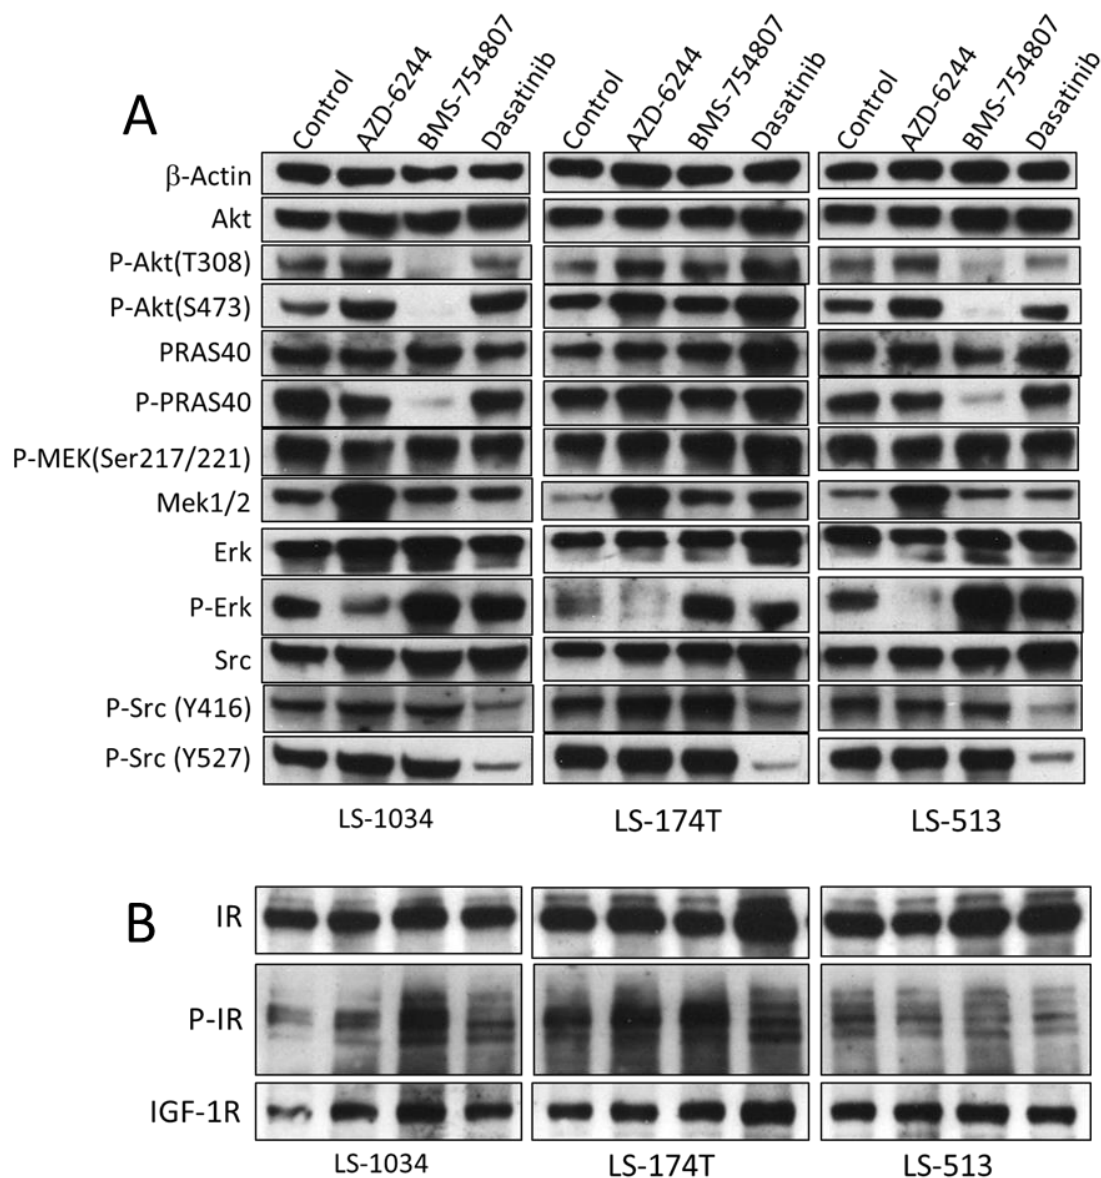 A
Control AZD-6244 BMS-754807 Dasatinib Control AZD-6244 BMS-754807 Dasatinib Control AZD-6244 BMS-754807 Dasatinib
β-Actin
Akt
P-Akt(T308)
P-Akt(S473)
PRAS40
P-PRAS40
P-MEK(Ser217/221)
Mek1/2
Erk
P-Erk
Src
P-Src (Y416)
P-Src (Y527)
LS-1034 LS-174T LS-513
B
IR
P-IR
IGF-1R
LS-1034 LS-174T LS-513